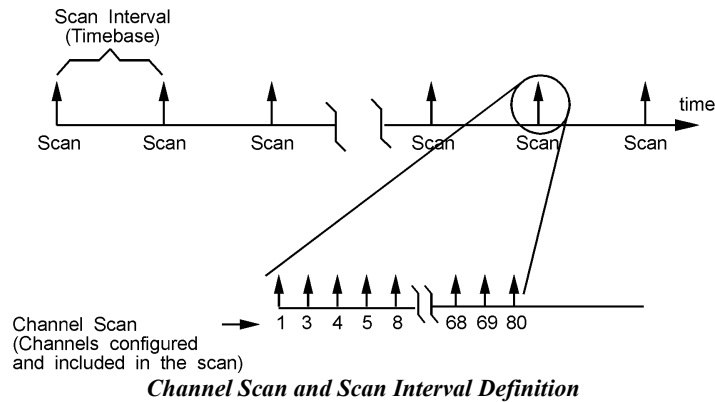 Scan Interval
(Timebase)
time
Scan Scan Scan Scan Scan Scan
1 3 4 5 8 68 69 80
Channel Scan
(Channels configured
and included in the scan)
Channel Scan and Scan Interval Definition